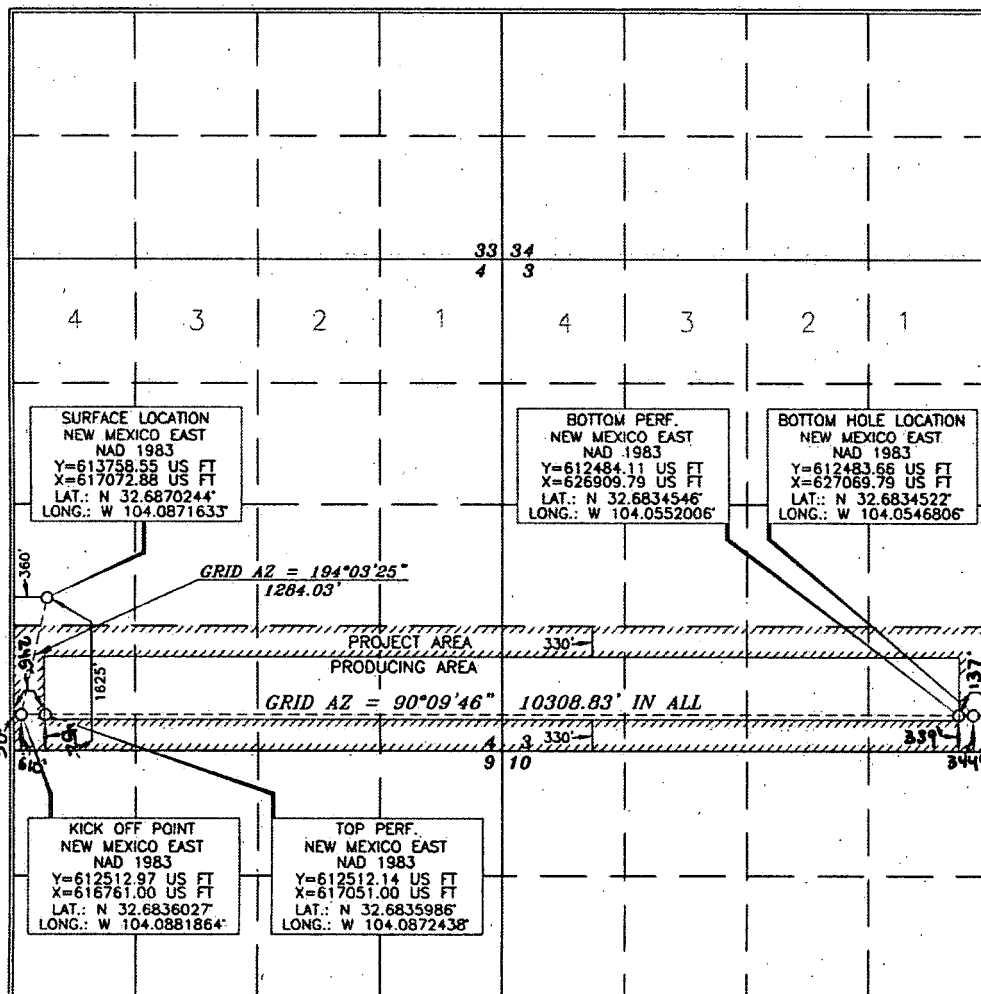 33 34
4 3
4 3 2 1 4 3 2 1
SURFACE LOCATION
NEW MEXICO EAST
NAD 1983
Y=613758.55 US FT
X=617072.88 US FT
LAT.: N 32.6870244°
LONG.: W 104.0871633°
BOTTOM PERF.
NEW MEXICO EAST
NAD 1983
Y=612484.11 US FT
X=626909.79 US FT
LAT.: N 32.6834546°
LONG.: W 104.0552006°
BOTTOM HOLE LOCATION
NEW MEXICO EAST
NAD 1983
Y=612483.66 US FT
X=627069.79 US FT
LAT.: N 32.6834522°
LONG.: W 104.0546806°
360'
GRID AZ = 194°03'25"
1284.03'
PROJECT AREA
330'
PRODUCING AREA
1625'
137'
GRID AZ = 90°09'46" 10308.83' IN ALL
330'
339'
344'
610'
4 3
9 10
KICK OFF POINT
NEW MEXICO EAST
NAD 1983
Y=612512.97 US FT
X=616761.00 US FT
LAT.: N 32.6836027°
LONG.: W 104.0881864°
TOP PERF.
NEW MEXICO EAST
NAD 1983
Y=612512.14 US FT
X=617051.00 US FT
LAT.: N 32.6835986°
LONG.: W 104.0872438°